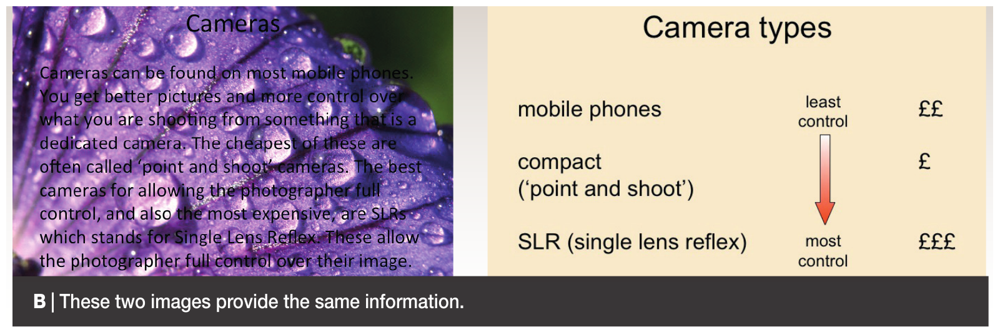 Cameras
Cameras can be found on most mobile phones.
You get better pictures and more control over
what you are shooting from something that is a
dedicated camera. The cheapest of these are
often called ‘point and shoot’ cameras. The best
cameras for allowing the photographer full
control, and also the most expensive, are SLRs
which stands for Single Lens Reflex. These allow
the photographer full control over their image.
Camera types
mobile phones
least
control
££
compact
(‘point and shoot’)
£
SLR (single lens reflex)
most
control
£££
B | These two images provide the same information.